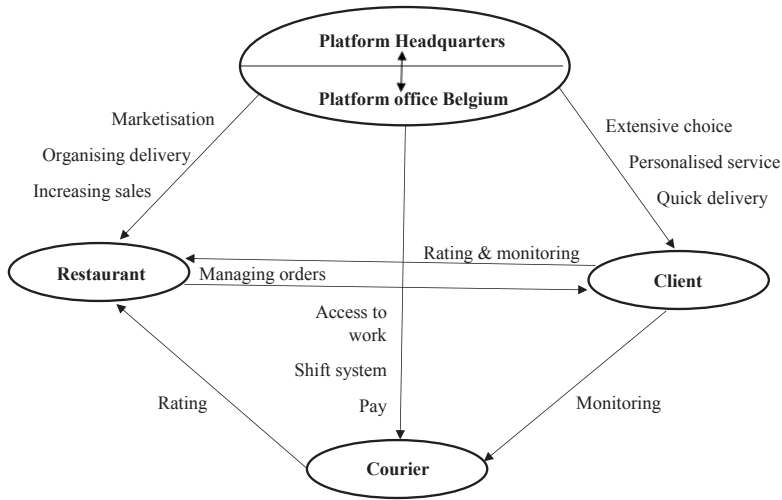 Platform Headquarters
Platform office Belgium
Marketisation
Organising delivery
Increasing sales
Extensive choice
Personalised service
Quick delivery
Restaurant
Rating & monitoring
Managing orders
Client
Access to
work
Shift system
Pay
Rating
Monitoring
Courier